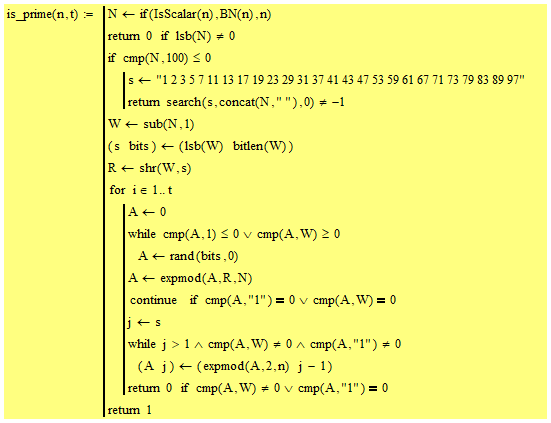 is_prime(n,t) := N ← if(IsScalar(n),BN(n),n)
return 0 if lsb(N) ≠ 0
if cmp(N,100) ≤ 0
s ← "1 2 3 5 7 11 13 17 19 23 29 31 37 41 43 47 53 59 61 67 71 73 79 83 89 97"
return search(s,concat(N," "),0) ≠ −1
W ← sub(N,1)
(s bits) ← (lsb(W) bitlen(W))
R ← shr(W,s)
for i ∈ 1..t
A ← 0
while cmp(A,1) ≤ 0 ∨ cmp(A,W) ≥ 0
A ← rand(bits,0)
A ← expmod(A,R,N)
continue if cmp(A,"1") = 0 ∨ cmp(A,W) = 0
j ← s
while j > 1 ∧ cmp(A,W) ≠ 0 ∧ cmp(A,"1") ≠ 0
(A j) ← (expmod(A,2,n) j − 1)
return 0 if cmp(A,W) ≠ 0 ∨ cmp(A,"1") = 0
return 1